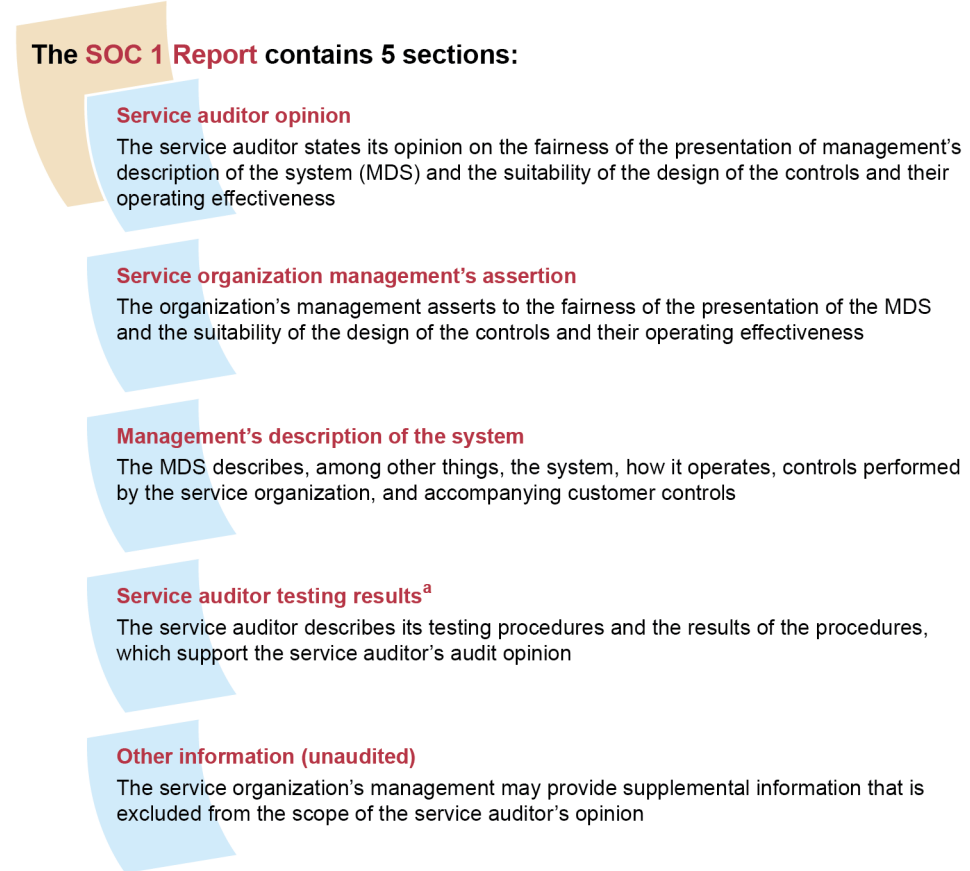 The SOC 1 Report contains 5 sections:
Service auditor opinion
The service auditor states its opinion on the fairness of the presentation of management’s
description of the system (MDS) and the suitability of the design of the controls and their
operating effectiveness
Service organization management’s assertion
The organization’s management asserts to the fairness of the presentation of the MDS
and the suitability of the design of the controls and their operating effectiveness
Management’s description of the system
The MDS describes, among other things, the system, how it operates, controls performed
by the service organization, and accompanying customer controls
Service auditor testing resultsᵃ
The service auditor describes its testing procedures and the results of the procedures,
which support the service auditor’s audit opinion
Other information (unaudited)
The service organization’s management may provide supplemental information that is
excluded from the scope of the service auditor’s opinion